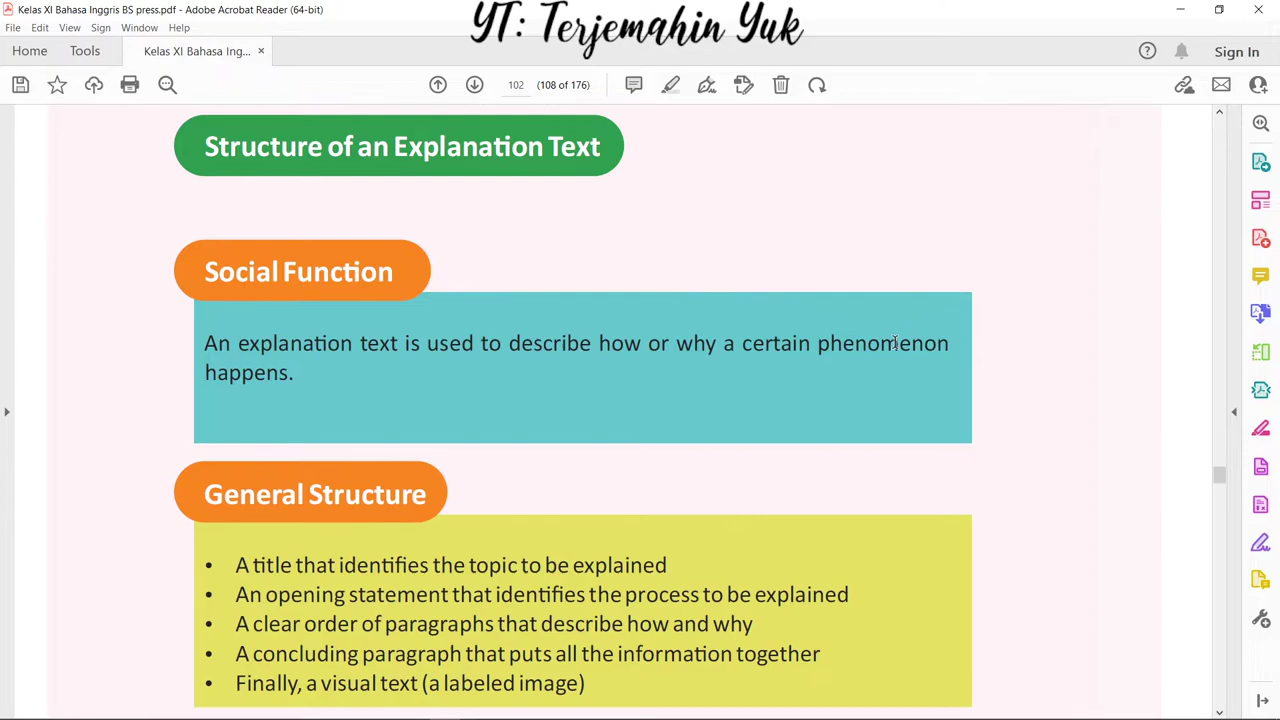 Kelas XI Bahasa Inggris BS press.pdf - Adobe Acrobat Reader (64-bit)
YT: Terjemahin Yuk
File Edit View Sign Window Help
Home Tools Kelas XI Bahasa Ing... × Sign In
102 (108 of 176)
Structure of an Explanation Text
Social Function
An explanation text is used to describe how or why a certain phenomenon
happens.
General Structure
• A title that identifies the topic to be explained
• An opening statement that identifies the process to be explained
• A clear order of paragraphs that describe how and why
• A concluding paragraph that puts all the information together
• Finally, a visual text (a labeled image)